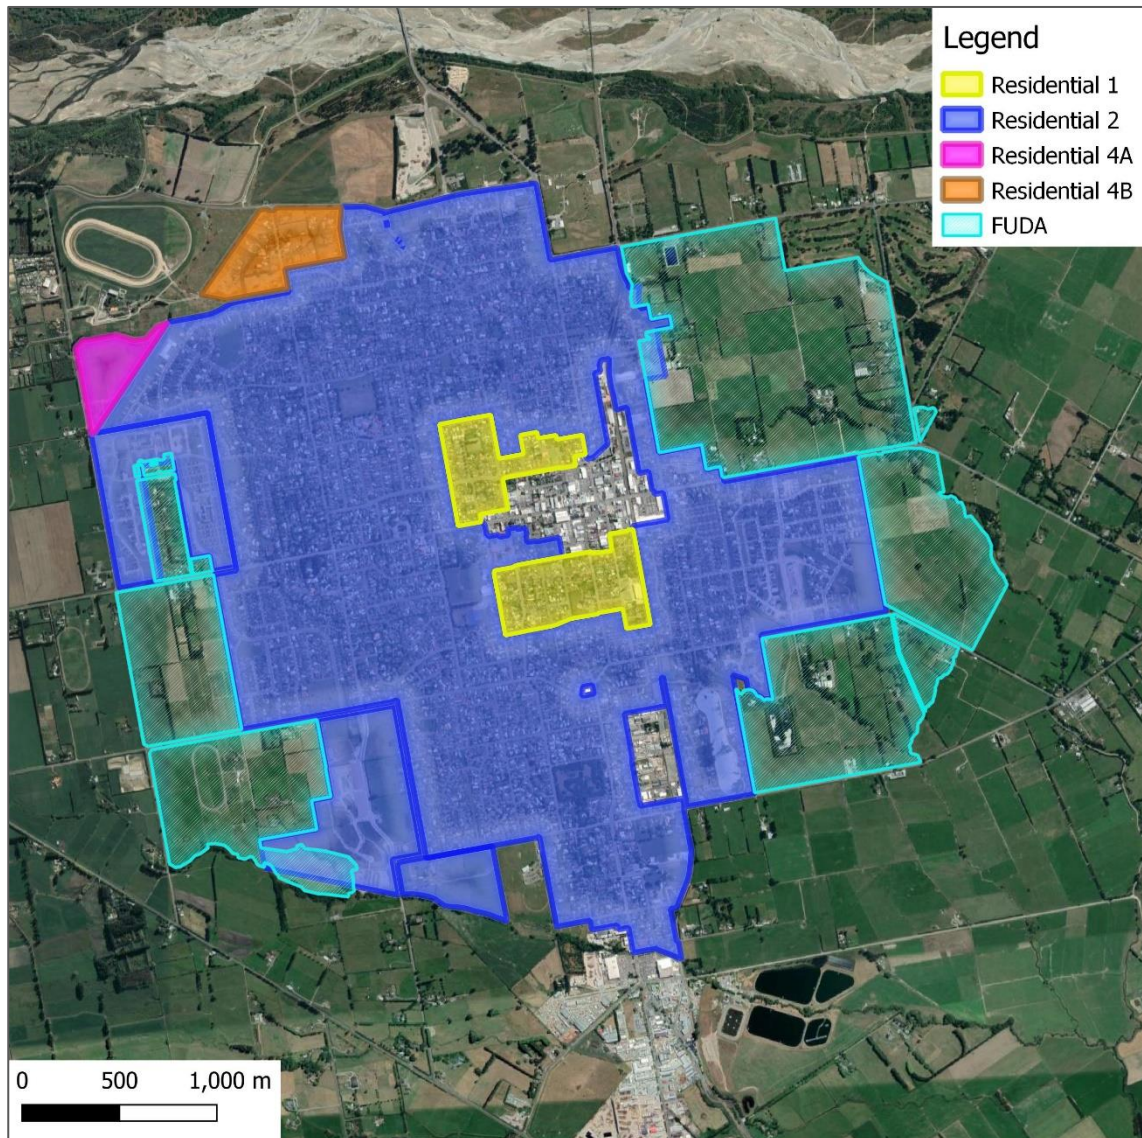 Legend
Residential 1
Residential 2
Residential 4A
Residential 4B
FUDA
0 500 1,000 m